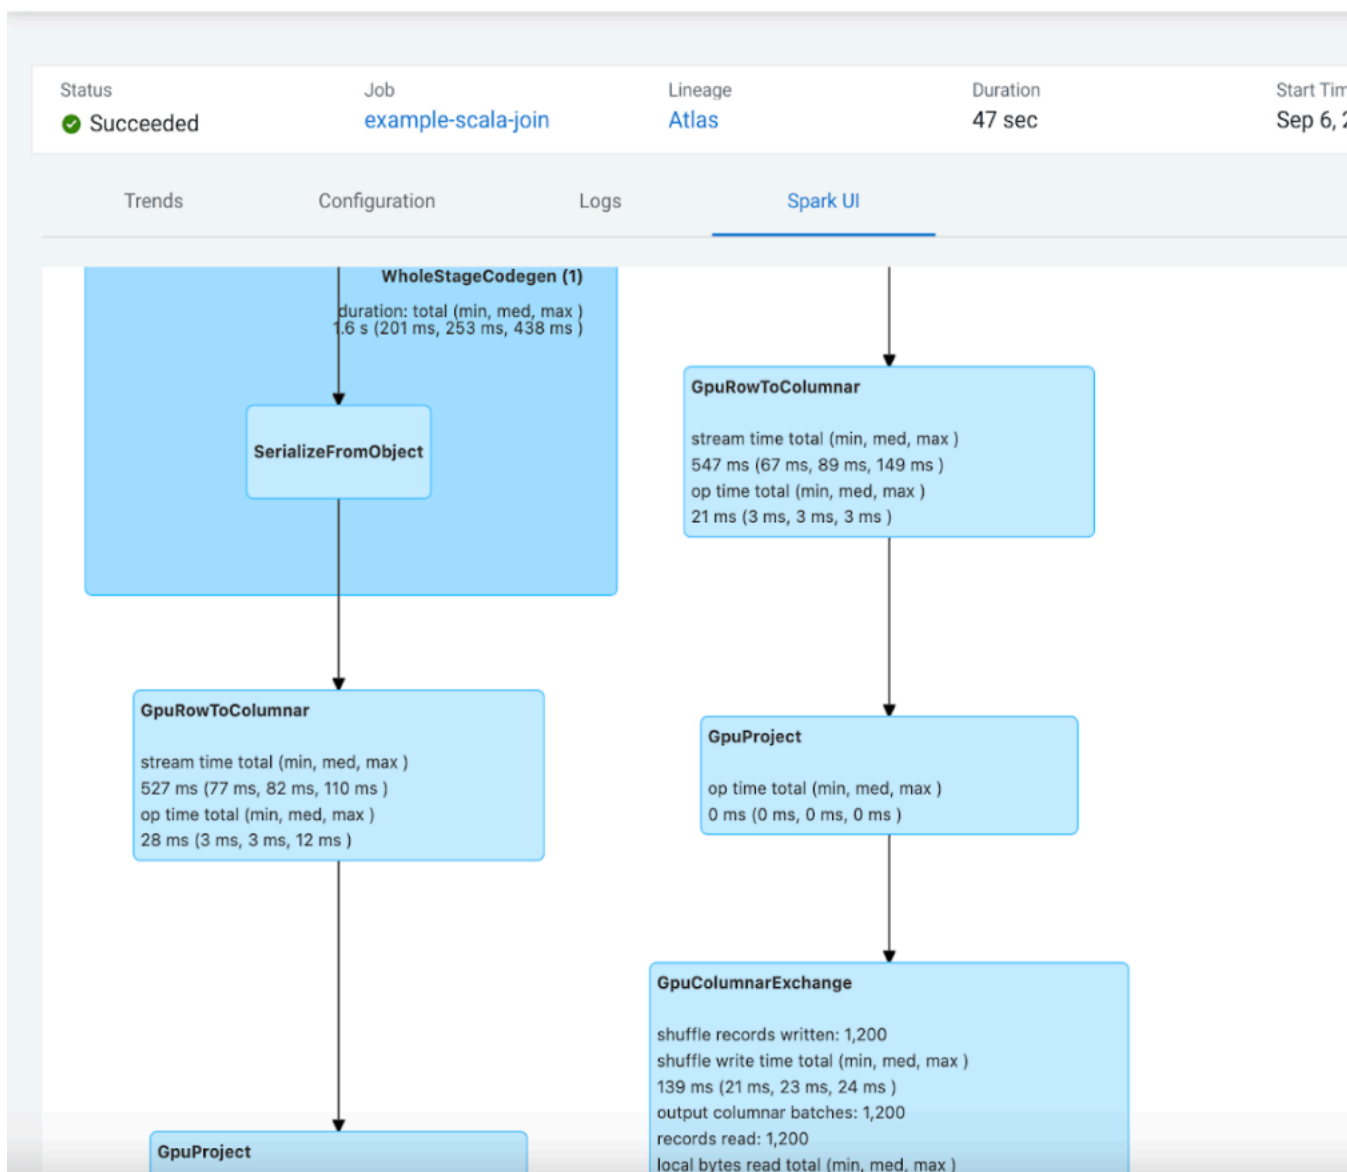 Status
Job
Lineage
Duration
Start Tim
Succeeded
example-scala-join
Atlas
47 sec
Sep 6, 2
Trends
Configuration
Logs
Spark UI
WholeStageCodegen (1)
duration: total (min, med, max )
1.6 s (201 ms, 253 ms, 438 ms )
SerializeFromObject
GpuRowToColumnar
stream time total (min, med, max )
527 ms (77 ms, 82 ms, 110 ms )
op time total (min, med, max )
28 ms (3 ms, 3 ms, 12 ms )
GpuProject
GpuRowToColumnar
stream time total (min, med, max )
547 ms (67 ms, 89 ms, 149 ms )
op time total (min, med, max )
21 ms (3 ms, 3 ms, 3 ms )
GpuProject
op time total (min, med, max )
0 ms (0 ms, 0 ms, 0 ms )
GpuColumnarExchange
shuffle records written: 1,200
shuffle write time total (min, med, max )
139 ms (21 ms, 23 ms, 24 ms )
output columnar batches: 1,200
records read: 1,200
local bytes read total (min, med, max )